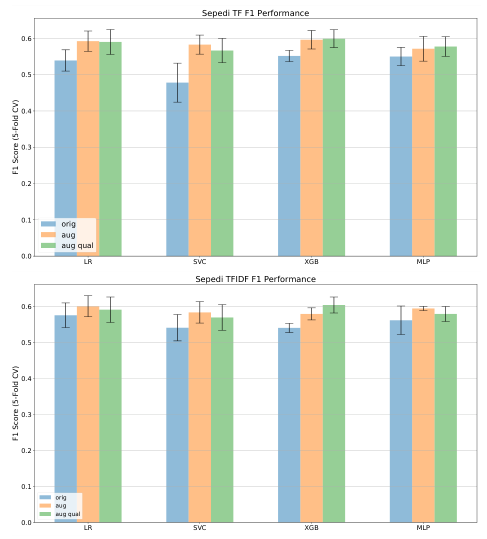 Sepedi TF F1 Performance
F1 Score (5-Fold CV)
0.6
0.5
0.4
0.3
0.2
0.1
0.0
orig
aug
aug qual
LR SVC XGB MLP
Sepedi TFIDF F1 Performance
F1 Score (5-Fold CV)
0.6
0.5
0.4
0.3
0.2
0.1
0.0
orig
aug
aug qual
LR SVC XGB MLP